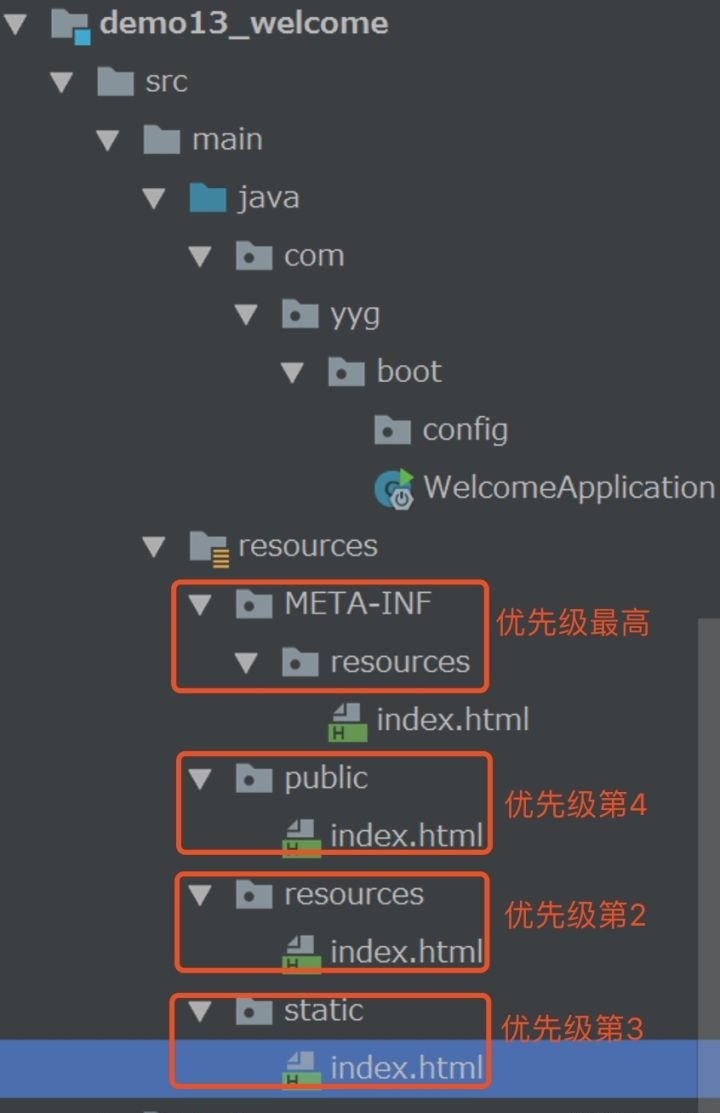 demo13_welcome
src
main
java
com
yyg
boot
config
WelcomeApplication
resources
META-INF 优先级最高
resources
index.html
public 优先级第4
index.html
resources 优先级第2
index.html
static 优先级第3
index.html